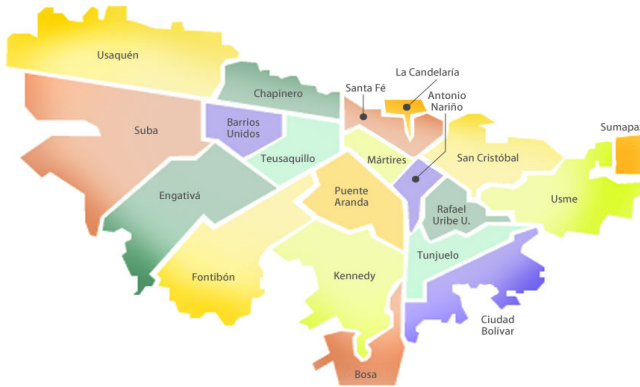 Usaquén
Chapinero
Santa Fé
La Candelaría
Antonio
Nariño
Sumapaz
Suba
Barrios
Unidos
Teusaquillo
Mártires
San Cristóbal
Engativá
Puente
Aranda
Rafael
Uribe U.
Usme
Fontibón
Kennedy
Tunjuelo
Ciudad
Bolívar
Bosa